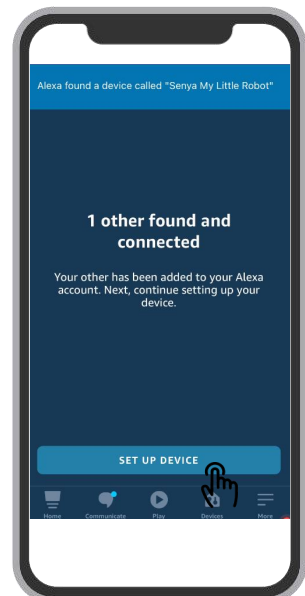 Alexa found a device called "Senya My Little Robot"
1 other found and
connected
Your other has been added to your Alexa
account. Next, continue setting up your
device.
SET UP DEVICE
Home Communicate Play Devices More